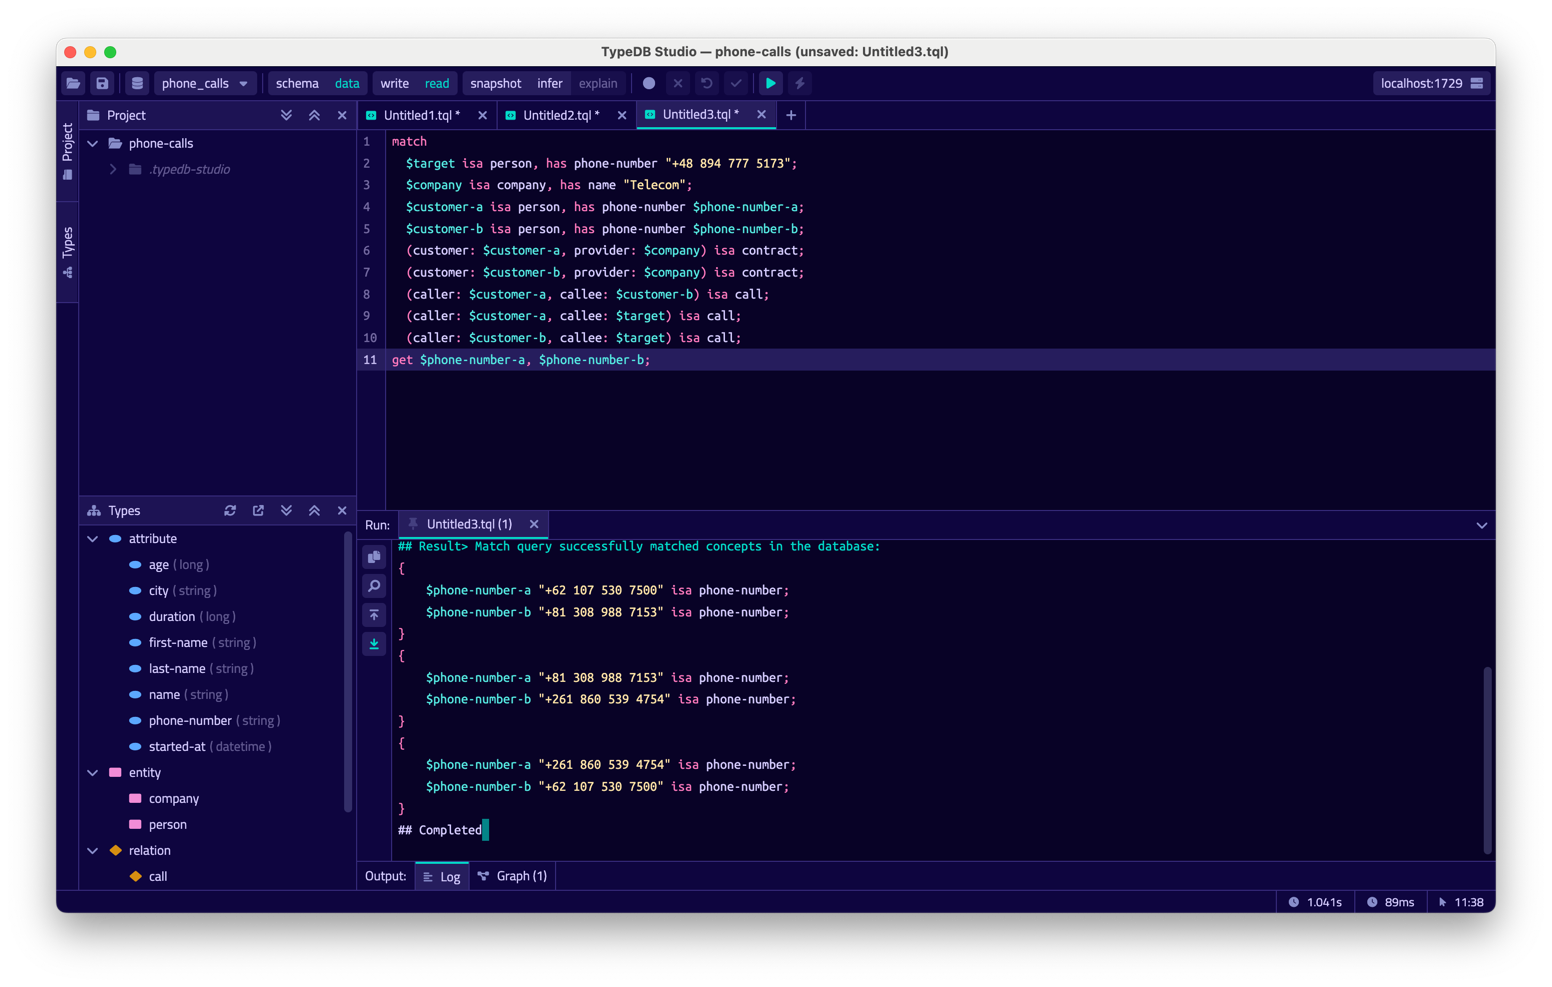 TypeDB Studio — phone-calls (unsaved: Untitled3.tql)
phone_calls schema data write read snapshot infer explain localhost:1729
Project
Types
Project
phone-calls
.typedb-studio
Untitled1.tql *
Untitled2.tql *
Untitled3.tql *
1 match
2 $target isa person, has phone-number "+48 894 777 5173";
3 $company isa company, has name "Telecom";
4 $customer-a isa person, has phone-number $phone-number-a;
5 $customer-b isa person, has phone-number $phone-number-b;
6 (customer: $customer-a, provider: $company) isa contract;
7 (customer: $customer-b, provider: $company) isa contract;
8 (caller: $customer-a, callee: $customer-b) isa call;
9 (caller: $customer-a, callee: $target) isa call;
10 (caller: $customer-b, callee: $target) isa call;
11 get $phone-number-a, $phone-number-b;
Types
attribute
age ( long )
city ( string )
duration ( long )
first-name ( string )
last-name ( string )
name ( string )
phone-number ( string )
started-at ( datetime )
entity
company
person
relation
call
Run: Untitled3.tql (1)
## Result> Match query successfully matched concepts in the database:
{
$phone-number-a "+62 107 530 7500" isa phone-number;
$phone-number-b "+81 308 988 7153" isa phone-number;
}
{
$phone-number-a "+81 308 988 7153" isa phone-number;
$phone-number-b "+261 860 539 4754" isa phone-number;
}
{
$phone-number-a "+261 860 539 4754" isa phone-number;
$phone-number-b "+62 107 530 7500" isa phone-number;
}
## Completed
Output: Log Graph (1)
1.041s 89ms 11:38